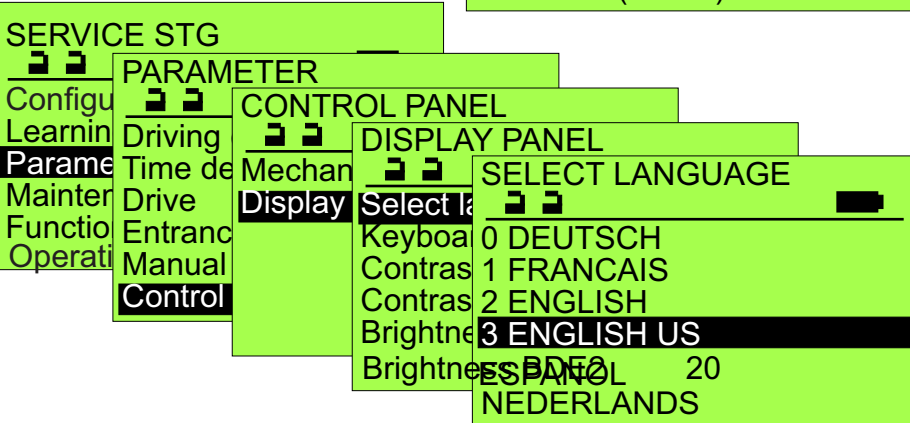 SERVICE STG
Configu
Learnin
Parame
Mainter
Functio
Operati
PARAMETER
Driving
Time de
Drive
Entranc
Manual
Control
CONTROL PANEL
Mechan
Display
DISPLAY PANEL
Select la
Keyboar
Contras
Contras
Brightne
Brightness BDE2 20
SELECT LANGUAGE
0 DEUTSCH
1 FRANCAIS
2 ENGLISH
3 ENGLISH US
ESPANOL
NEDERLANDS